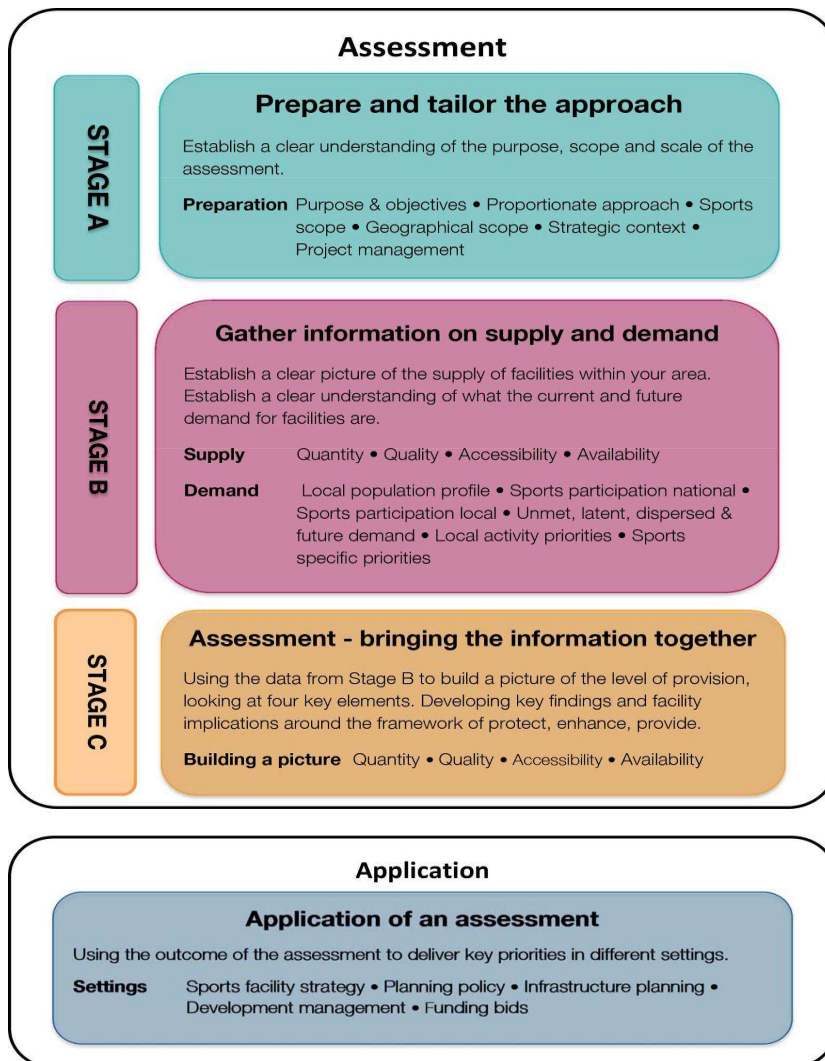 Assessment
STAGE A
Prepare and tailor the approach
Establish a clear understanding of the purpose, scope and scale of the
assessment.
Preparation Purpose & objectives • Proportionate approach • Sports
scope • Geographical scope • Strategic context •
Project management
STAGE B
Gather information on supply and demand
Establish a clear picture of the supply of facilities within your area.
Establish a clear understanding of what the current and future
demand for facilities are.
Supply Quantity • Quality • Accessibility • Availability
Demand Local population profile • Sports participation national •
Sports participation local • Unmet, latent, dispersed &
future demand • Local activity priorities • Sports
specific priorities
STAGE C
Assessment - bringing the information together
Using the data from Stage B to build a picture of the level of provision,
looking at four key elements. Developing key findings and facility
implications around the framework of protect, enhance, provide.
Building a picture Quantity • Quality • Accessibility • Availability
Application
Application of an assessment
Using the outcome of the assessment to deliver key priorities in different settings.
Settings Sports facility strategy • Planning policy • Infrastructure planning •
Development management • Funding bids